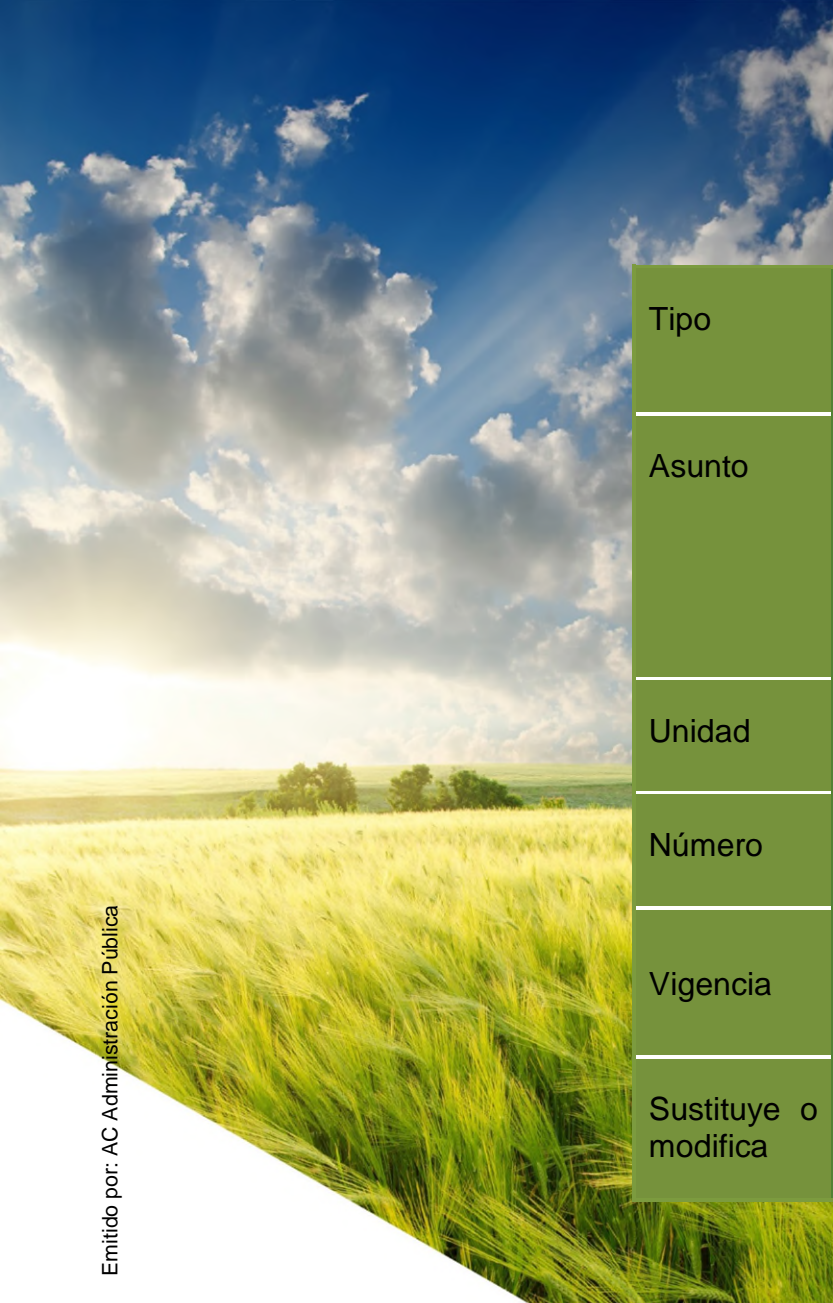 Tipo
Asunto
Unidad
Número
Vigencia
Sustituye o
modifica
Emitido por: AC Administración Pública